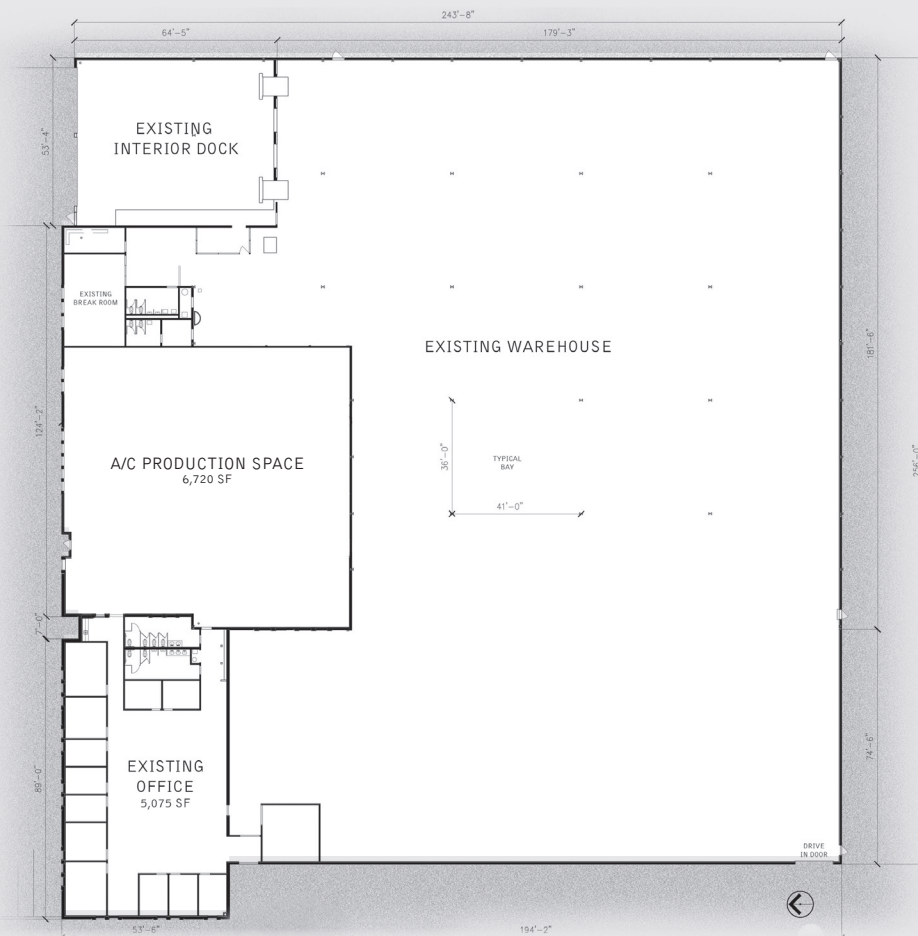 243'-8"
64'-5"
179'-3"
53'-4"
EXISTING
INTERIOR DOCK
EXISTING
BREAK ROOM
EXISTING WAREHOUSE
181'-6"
124'-2"
A/C PRODUCTION SPACE
6,720 SF
36'-0"
TYPICAL
BAY
41'-0"
256'-0"
7'-0"
74'-6"
EXISTING
OFFICE
5,075 SF
89'-0"
DRIVE
IN DOOR
53'-6"
194'-2"